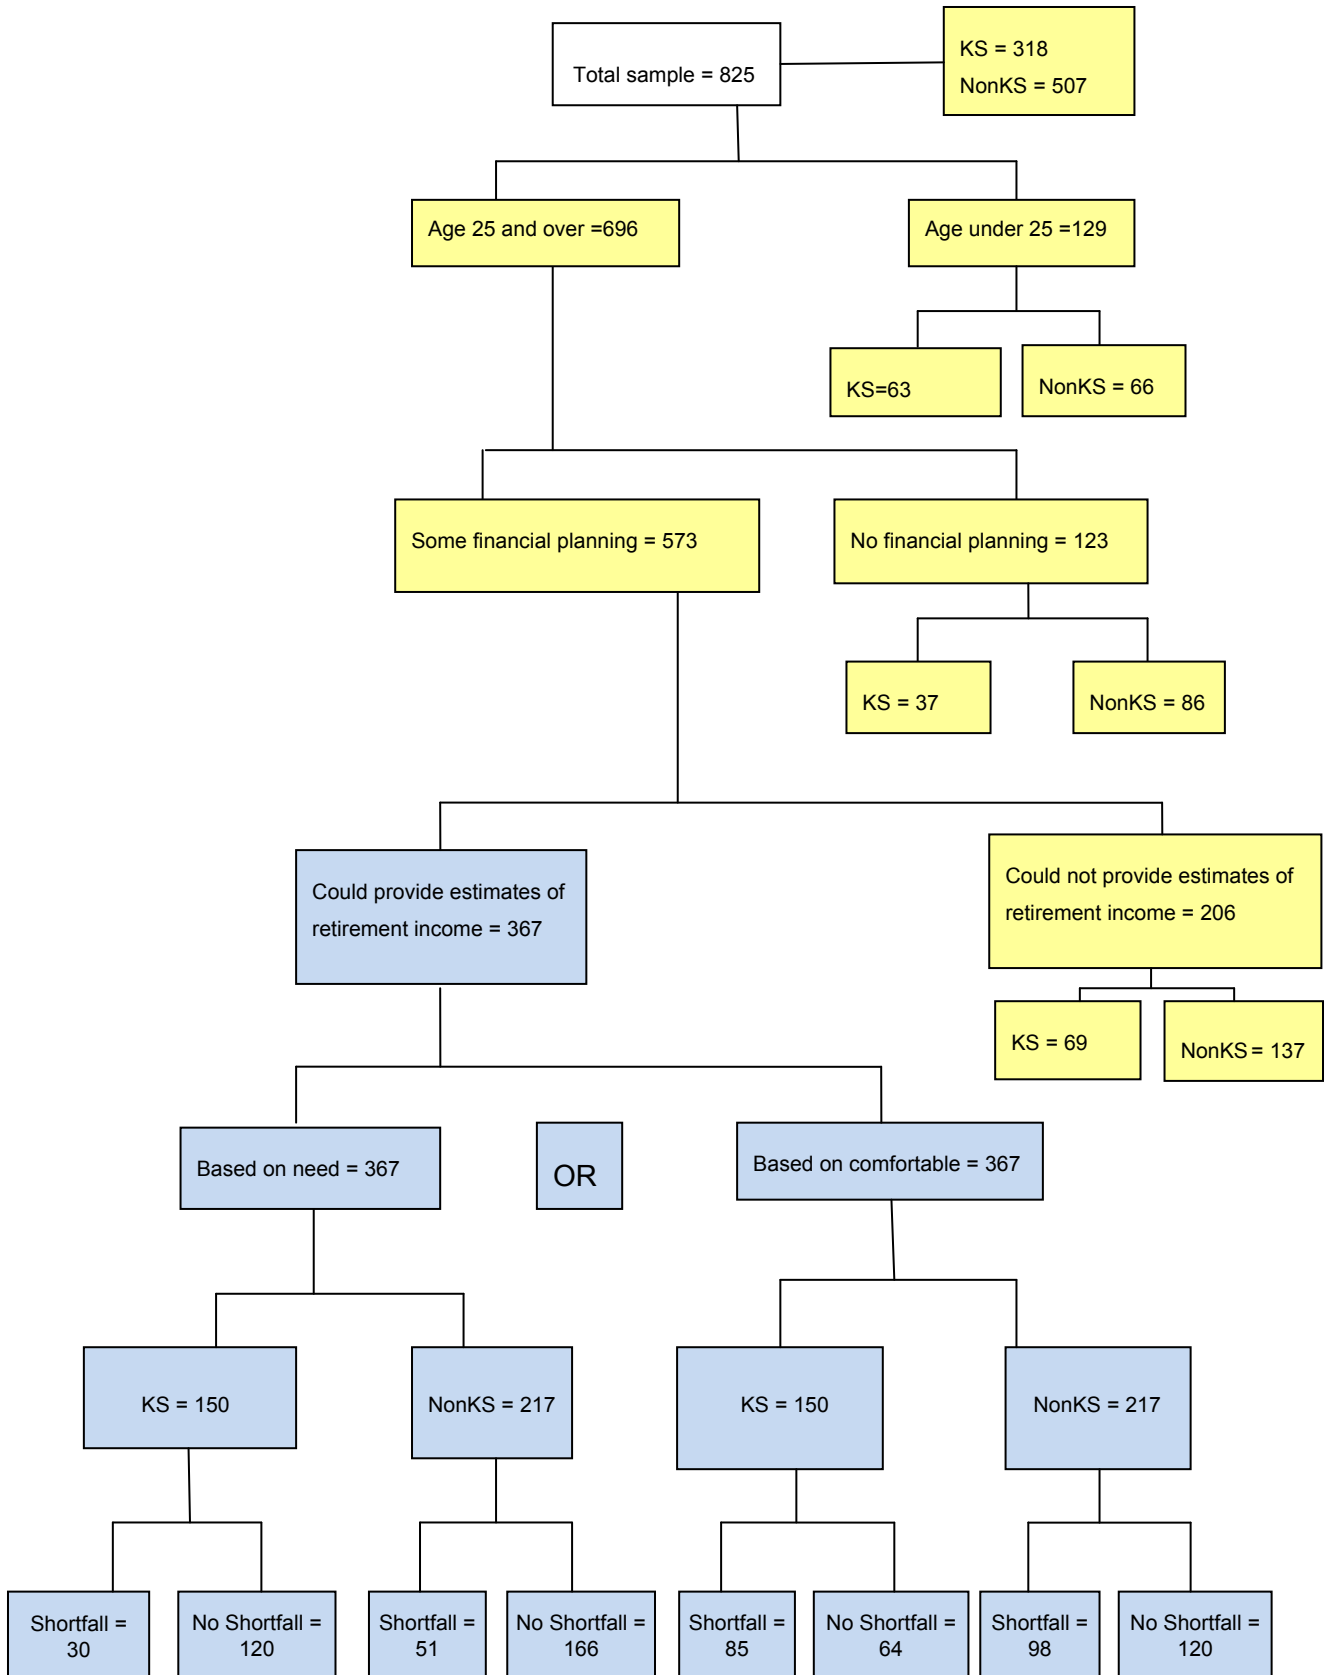 Total sample = 825
KS = 318
NonKS = 507
Age 25 and over =696
Age under 25 =129
KS=63
NonKS = 66
Some financial planning = 573
No financial planning = 123
KS = 37
NonKS = 86
Could provide estimates of
retirement income = 367
Could not provide estimates of
retirement income = 206
KS = 69
NonKS = 137
Based on need = 367
OR
Based on comfortable = 367
KS = 150
NonKS = 217
KS = 150
NonKS = 217
Shortfall =
30
No Shortfall =
120
Shortfall =
51
No Shortfall =
166
Shortfall =
85
No Shortfall =
64
Shortfall =
98
No Shortfall =
120